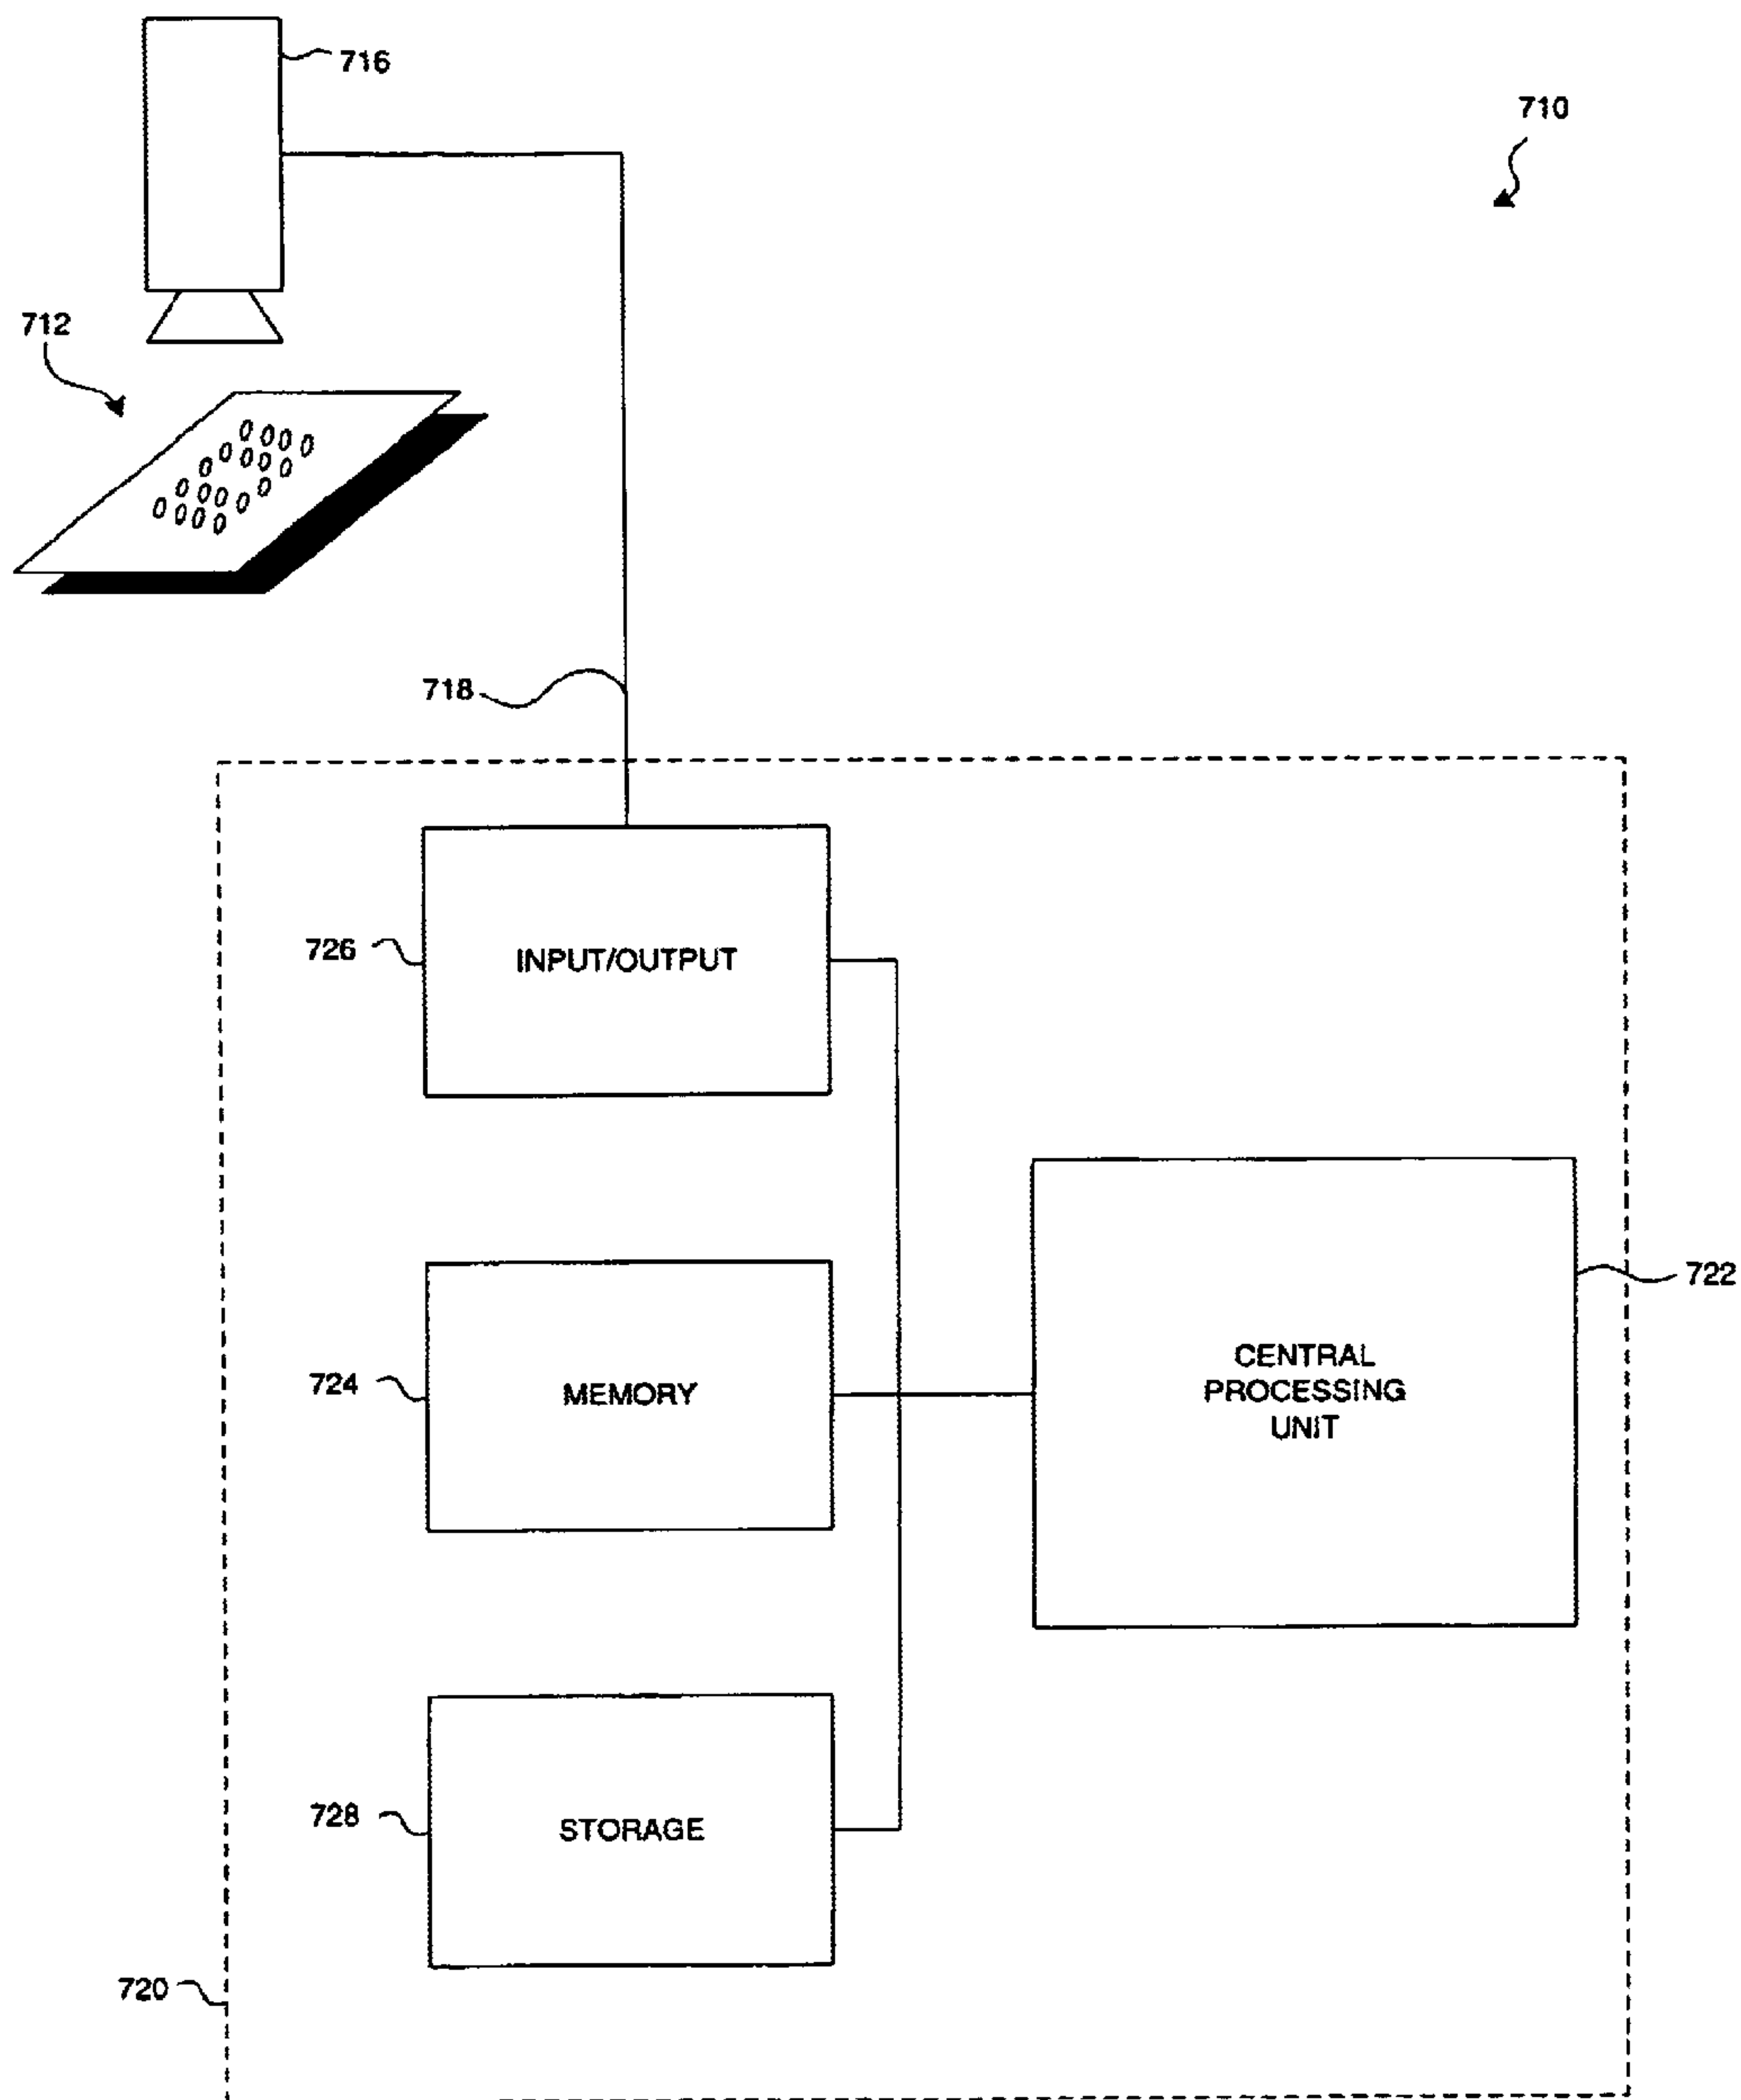 716
710
712
718
726
INPUT/OUTPUT
722
724
MEMORY
CENTRAL
PROCESSING
UNIT
728
STORAGE
720